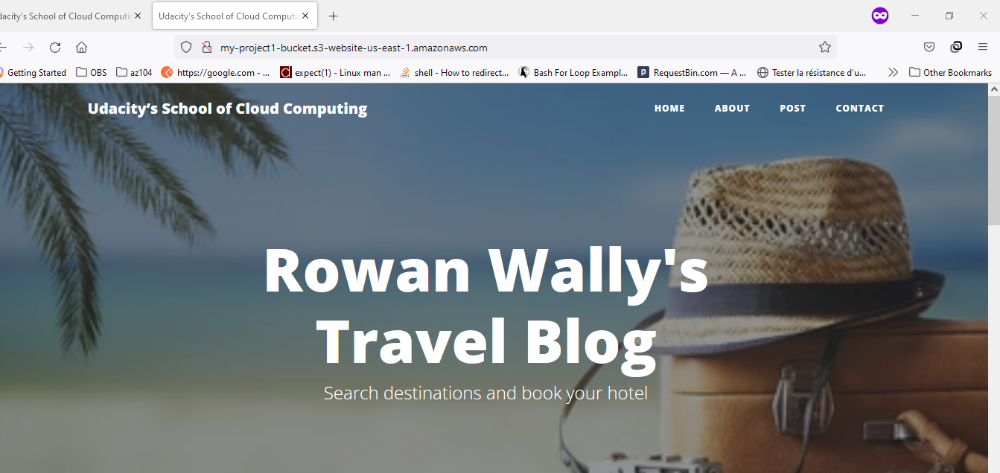 dacity's School of Cloud Computin
Udacity's School of Cloud Computin
my-project1-bucket.s3-website-us-east-1.amazonaws.com
Getting Started OBS az104 https://google.com - ... expect(1) - Linux man ... shell - How to redirect... Bash For Loop Exampl... RequestBin.com — A ... Tester la résistance d'u... Other Bookmarks
Udacity's School of Cloud Computing HOME ABOUT POST CONTACT
Rowan Wally's
Travel Blog
Search destinations and book your hotel